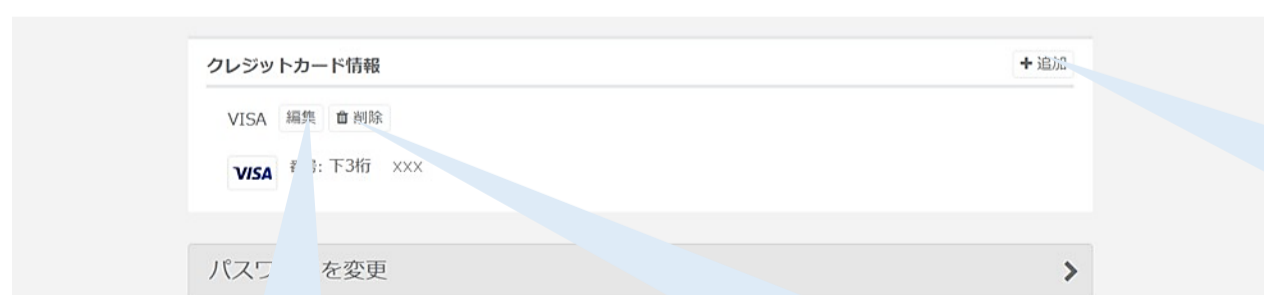 クレジットカード情報
+ 追加
VISA 編集 削除
VISA : 下3桁 XXX
パスワ を変更